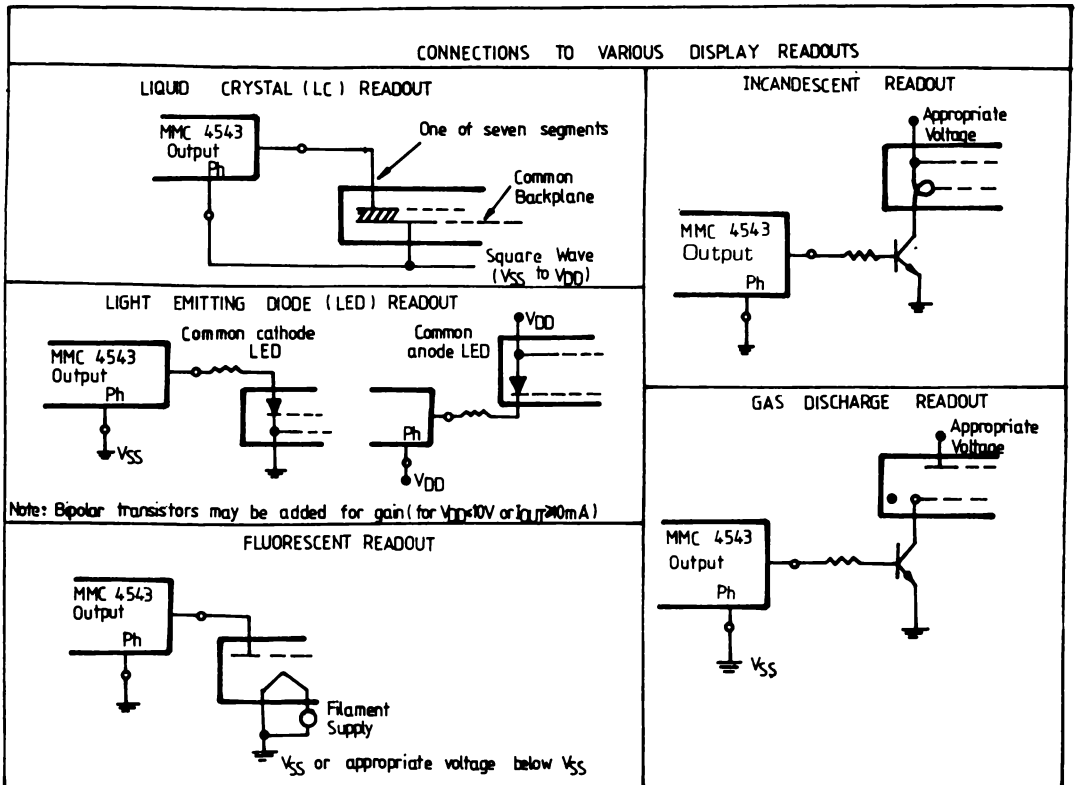 CONNECTIONS TO VARIOUS DISPLAY READOUTS
LIQUID CRYSTAL (LC) READOUT
MMC 4543
Output
Ph
One of seven segments
Common
Backplane
Square Wave
(VSS to VDD)
LIGHT EMITTING DIODE (LED) READOUT
MMC 4543
Output
Ph
VSS
Common cathode
LED
Common
anode LED
VDD
Ph
VDD
Note: Bipolar transistors may be added for gain (for VDD<10V or IOUT≥10mA)
FLUORESCENT READOUT
MMC 4543
Output
Ph
Filament
Supply
VSS or appropriate voltage below VSS
INCANDESCENT READOUT
Appropriate
Voltage
MMC 4543
Output
Ph
GAS DISCHARGE READOUT
Appropriate
Voltage
MMC 4543
Output
Ph
VSS